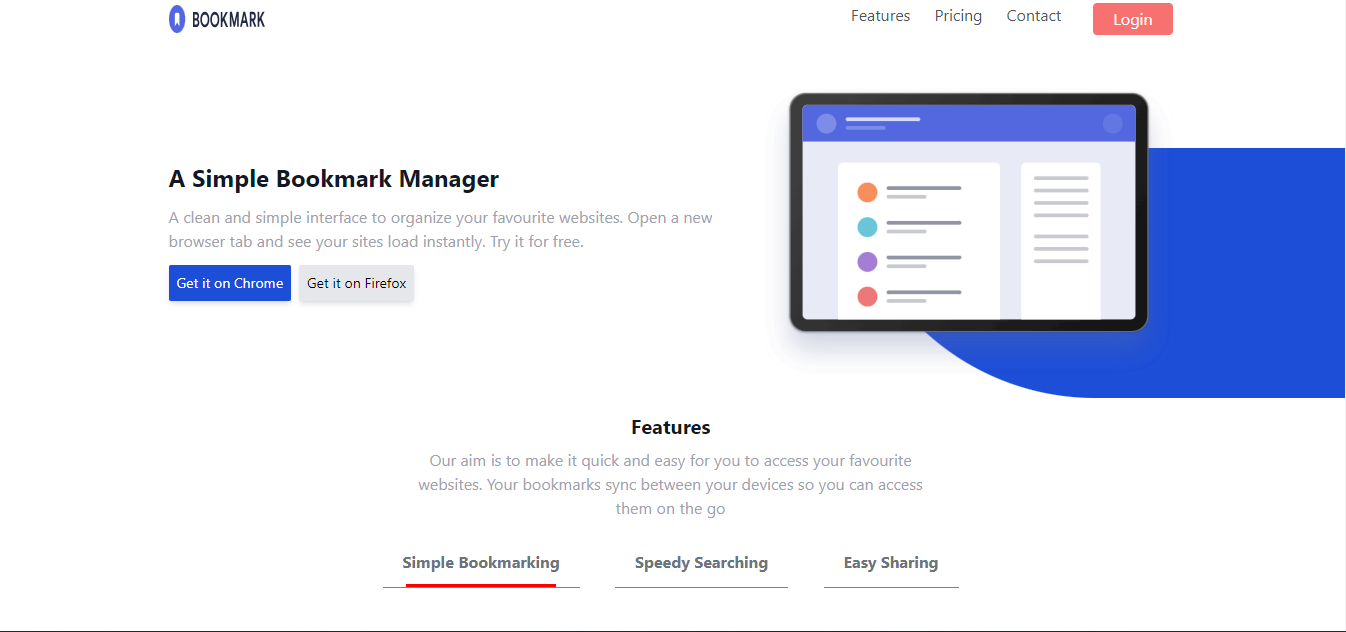 BOOKMARK
Features
Pricing
Contact
Login
A Simple Bookmark Manager
A clean and simple interface to organize your favourite websites. Open a new
browser tab and see your sites load instantly. Try it for free.
Get it on Chrome
Get it on Firefox
Features
Our aim is to make it quick and easy for you to access your favourite
websites. Your bookmarks sync between your devices so you can access
them on the go
Simple Bookmarking
Speedy Searching
Easy Sharing